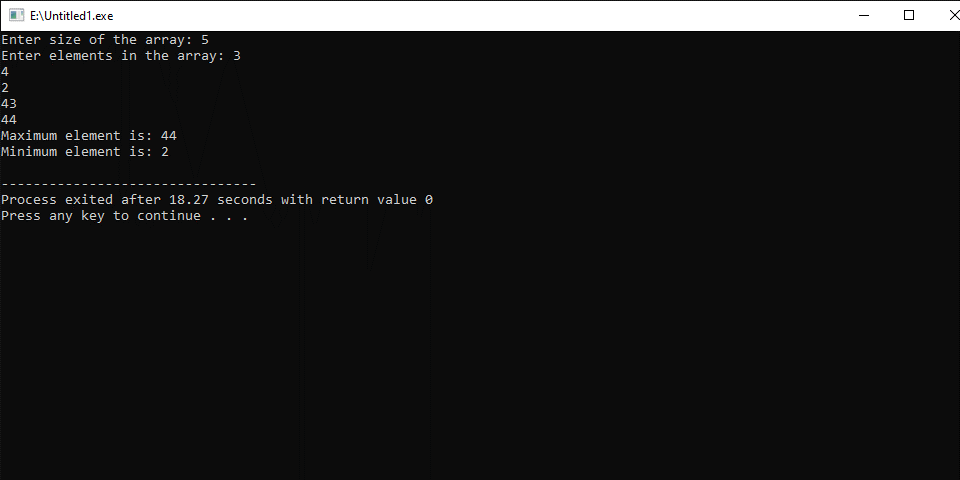 E:\Untitled1.exe
Enter size of the array: 5
Enter elements in the array: 3
4
2
43
44
Maximum element is: 44
Minimum element is: 2
--------------------------------
Process exited after 18.27 seconds with return value 0
Press any key to continue . . .